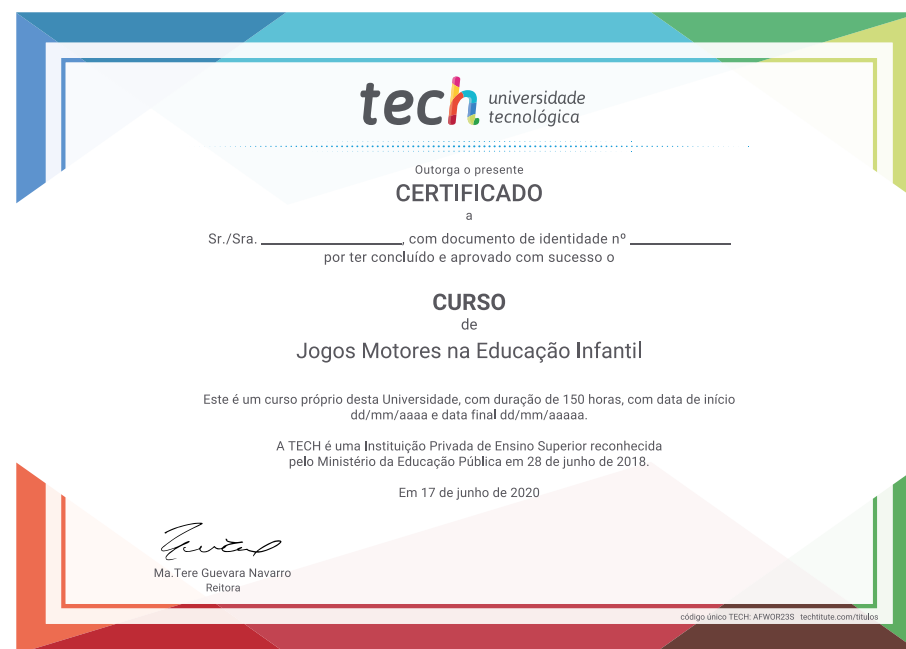 tech universidade
tecnológica
Outorga o presente
CERTIFICADO
a
Sr./Sra. ____________, com documento de identidade nº ____________
por ter concluído e aprovado com sucesso o
CURSO
de
Jogos Motores na Educação Infantil
Este é um curso próprio desta Universidade, com duração de 150 horas, com data de início
dd/mm/aaaa e data final dd/mm/aaaaa.
A TECH é uma Instituição Privada de Ensino Superior reconhecida
pelo Ministério da Educação Pública em 28 de junho de 2018.
Em 17 de junho de 2020
Ma.Tere Guevara Navarro
Reitora
código único TECH: AFWOR23S techtitute.com/titulos